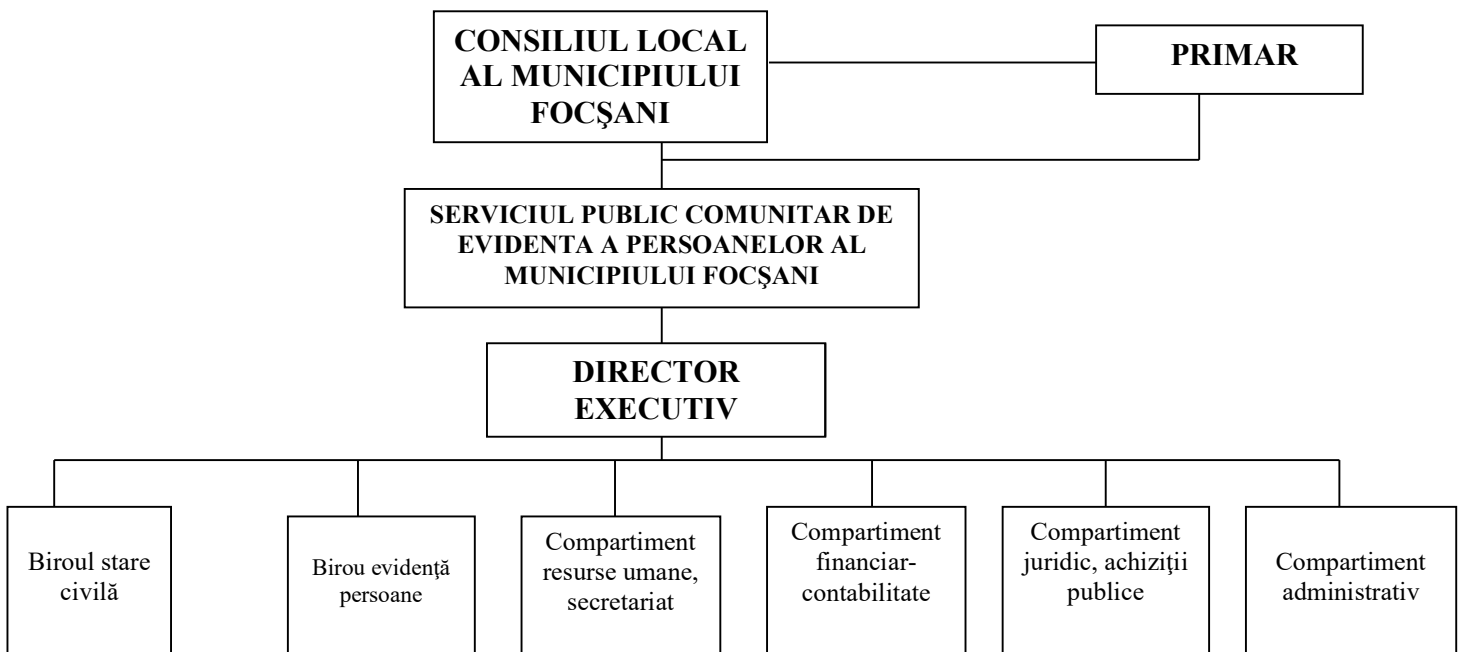 CONSILIUL LOCAL
AL MUNICIPIULUI
FOCŞANI
PRIMAR
SERVICIUL PUBLIC COMUNITAR DE
EVIDENTA A PERSOANELOR AL
MUNICIPIULUI FOCŞANI
DIRECTOR
EXECUTIV
Biroul stare
civilă
Birou evidenţă
persoane
Compartiment
resurse umane,
secretariat
Compartiment
financiar-
contabilitate
Compartiment
juridic, achiziţii
publice
Compartiment
administrativ